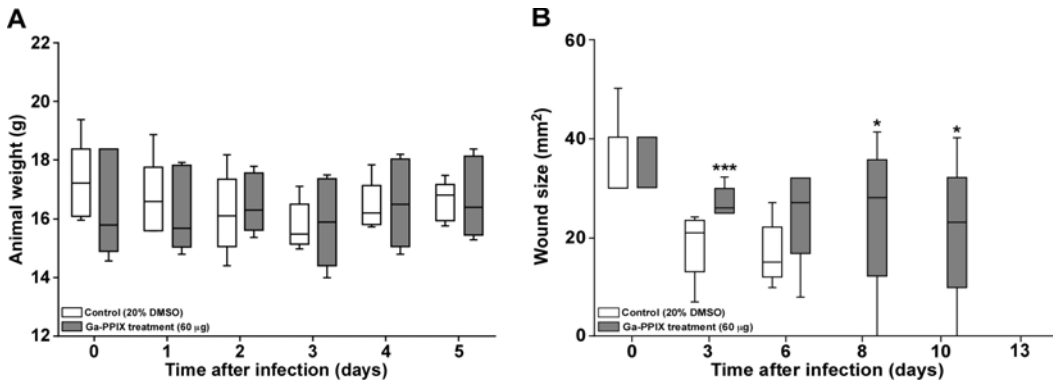 A
Animal weight (g)
22
20
18
16
14
12
Control (20% DMSO)
Ga-PPIX treatment (60 µg)
0 1 2 3 4 5
Time after infection (days)
B
Wound size (mm²)
60
40
20
0
***
*
*
Control (20% DMSO)
Ga-PPIX treatment (60 µg)
0 3 6 8 10 13
Time after infection (days)